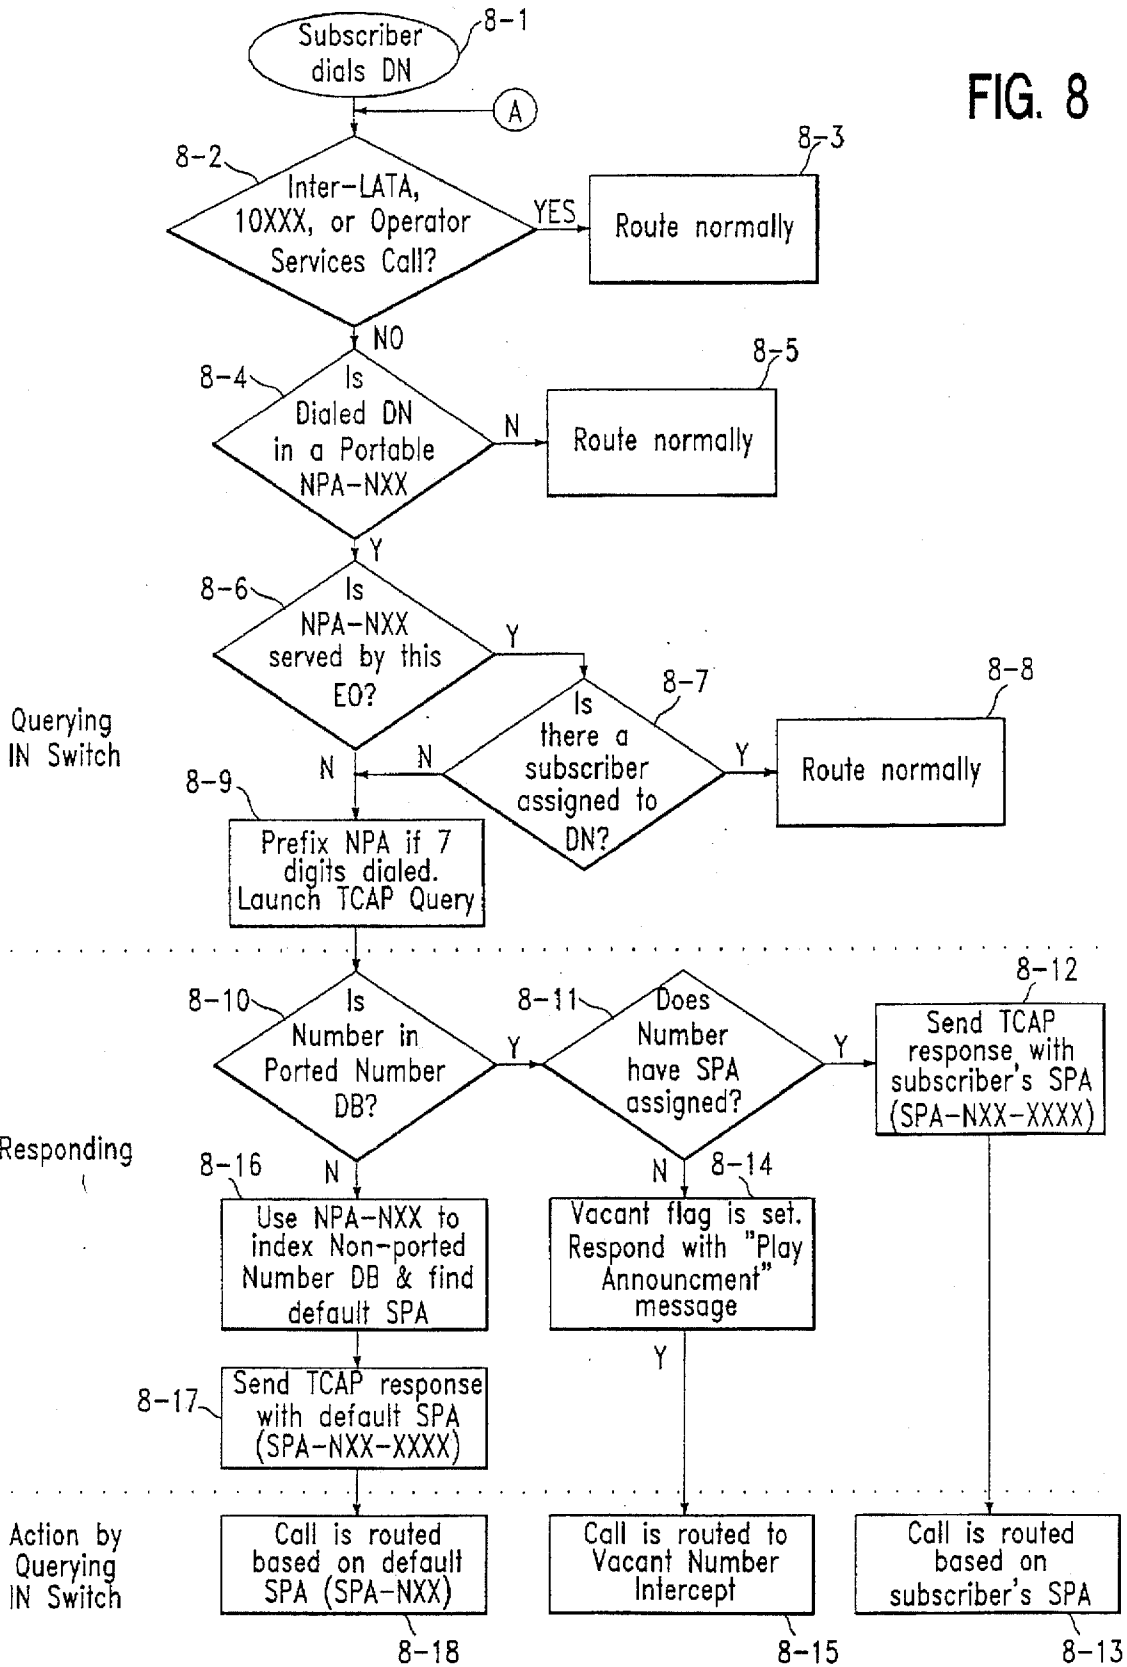 8-1
Subscriber
dials DN
A
FIG. 8
8-2
Inter-LATA,
10XXX, or Operator
Services Call?
YES
8-3
Route normally
NO
8-4
Is
Dialed DN
in a Portable
NPA-NXX
N
8-5
Route normally
Y
8-6
Is
NPA-NXX
served by this
EO?
Y
8-7
Is
there a
subscriber
assigned to
DN?
Y
8-8
Route normally
Querying
IN Switch
N
N
8-9
Prefix NPA if 7
digits dialed.
Launch TCAP Query
8-10
Is
Number in
Ported Number
DB?
Y
8-11
Does
Number
have SPA
assigned?
Y
8-12
Send TCAP
response with
subscriber's SPA
(SPA-NXX-XXXX)
Responding
N
8-16
Use NPA-NXX to
index Non-ported
Number DB & find
default SPA
N
8-14
Vacant flag is set.
Respond with "Play
Announcment"
message
Y
8-17
Send TCAP response
with default SPA
(SPA-NXX-XXXX)
Action by
Querying
IN Switch
Call is routed
based on default
SPA (SPA-NXX)
8-18
Call is routed to
Vacant Number
Intercept
8-15
Call is routed
based on
subscriber's SPA
8-13